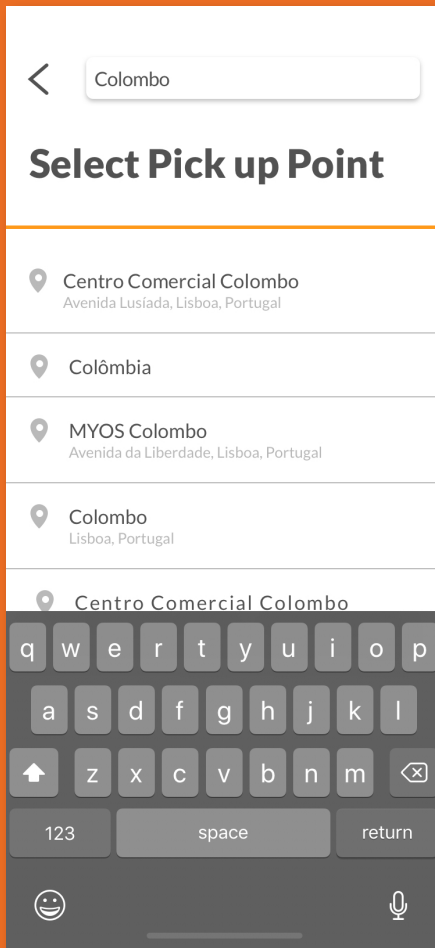 Colombo
Select Pick up Point
Centro Comercial Colombo
Avenida Lusíada, Lisboa, Portugal
Colômbia
MYOS Colombo
Avenida da Liberdade, Lisboa, Portugal
Colombo
Lisboa, Portugal
Centro Comercial Colombo
q w e r t y u i o p
a s d f g h j k l
z x c v b n m
123 space return